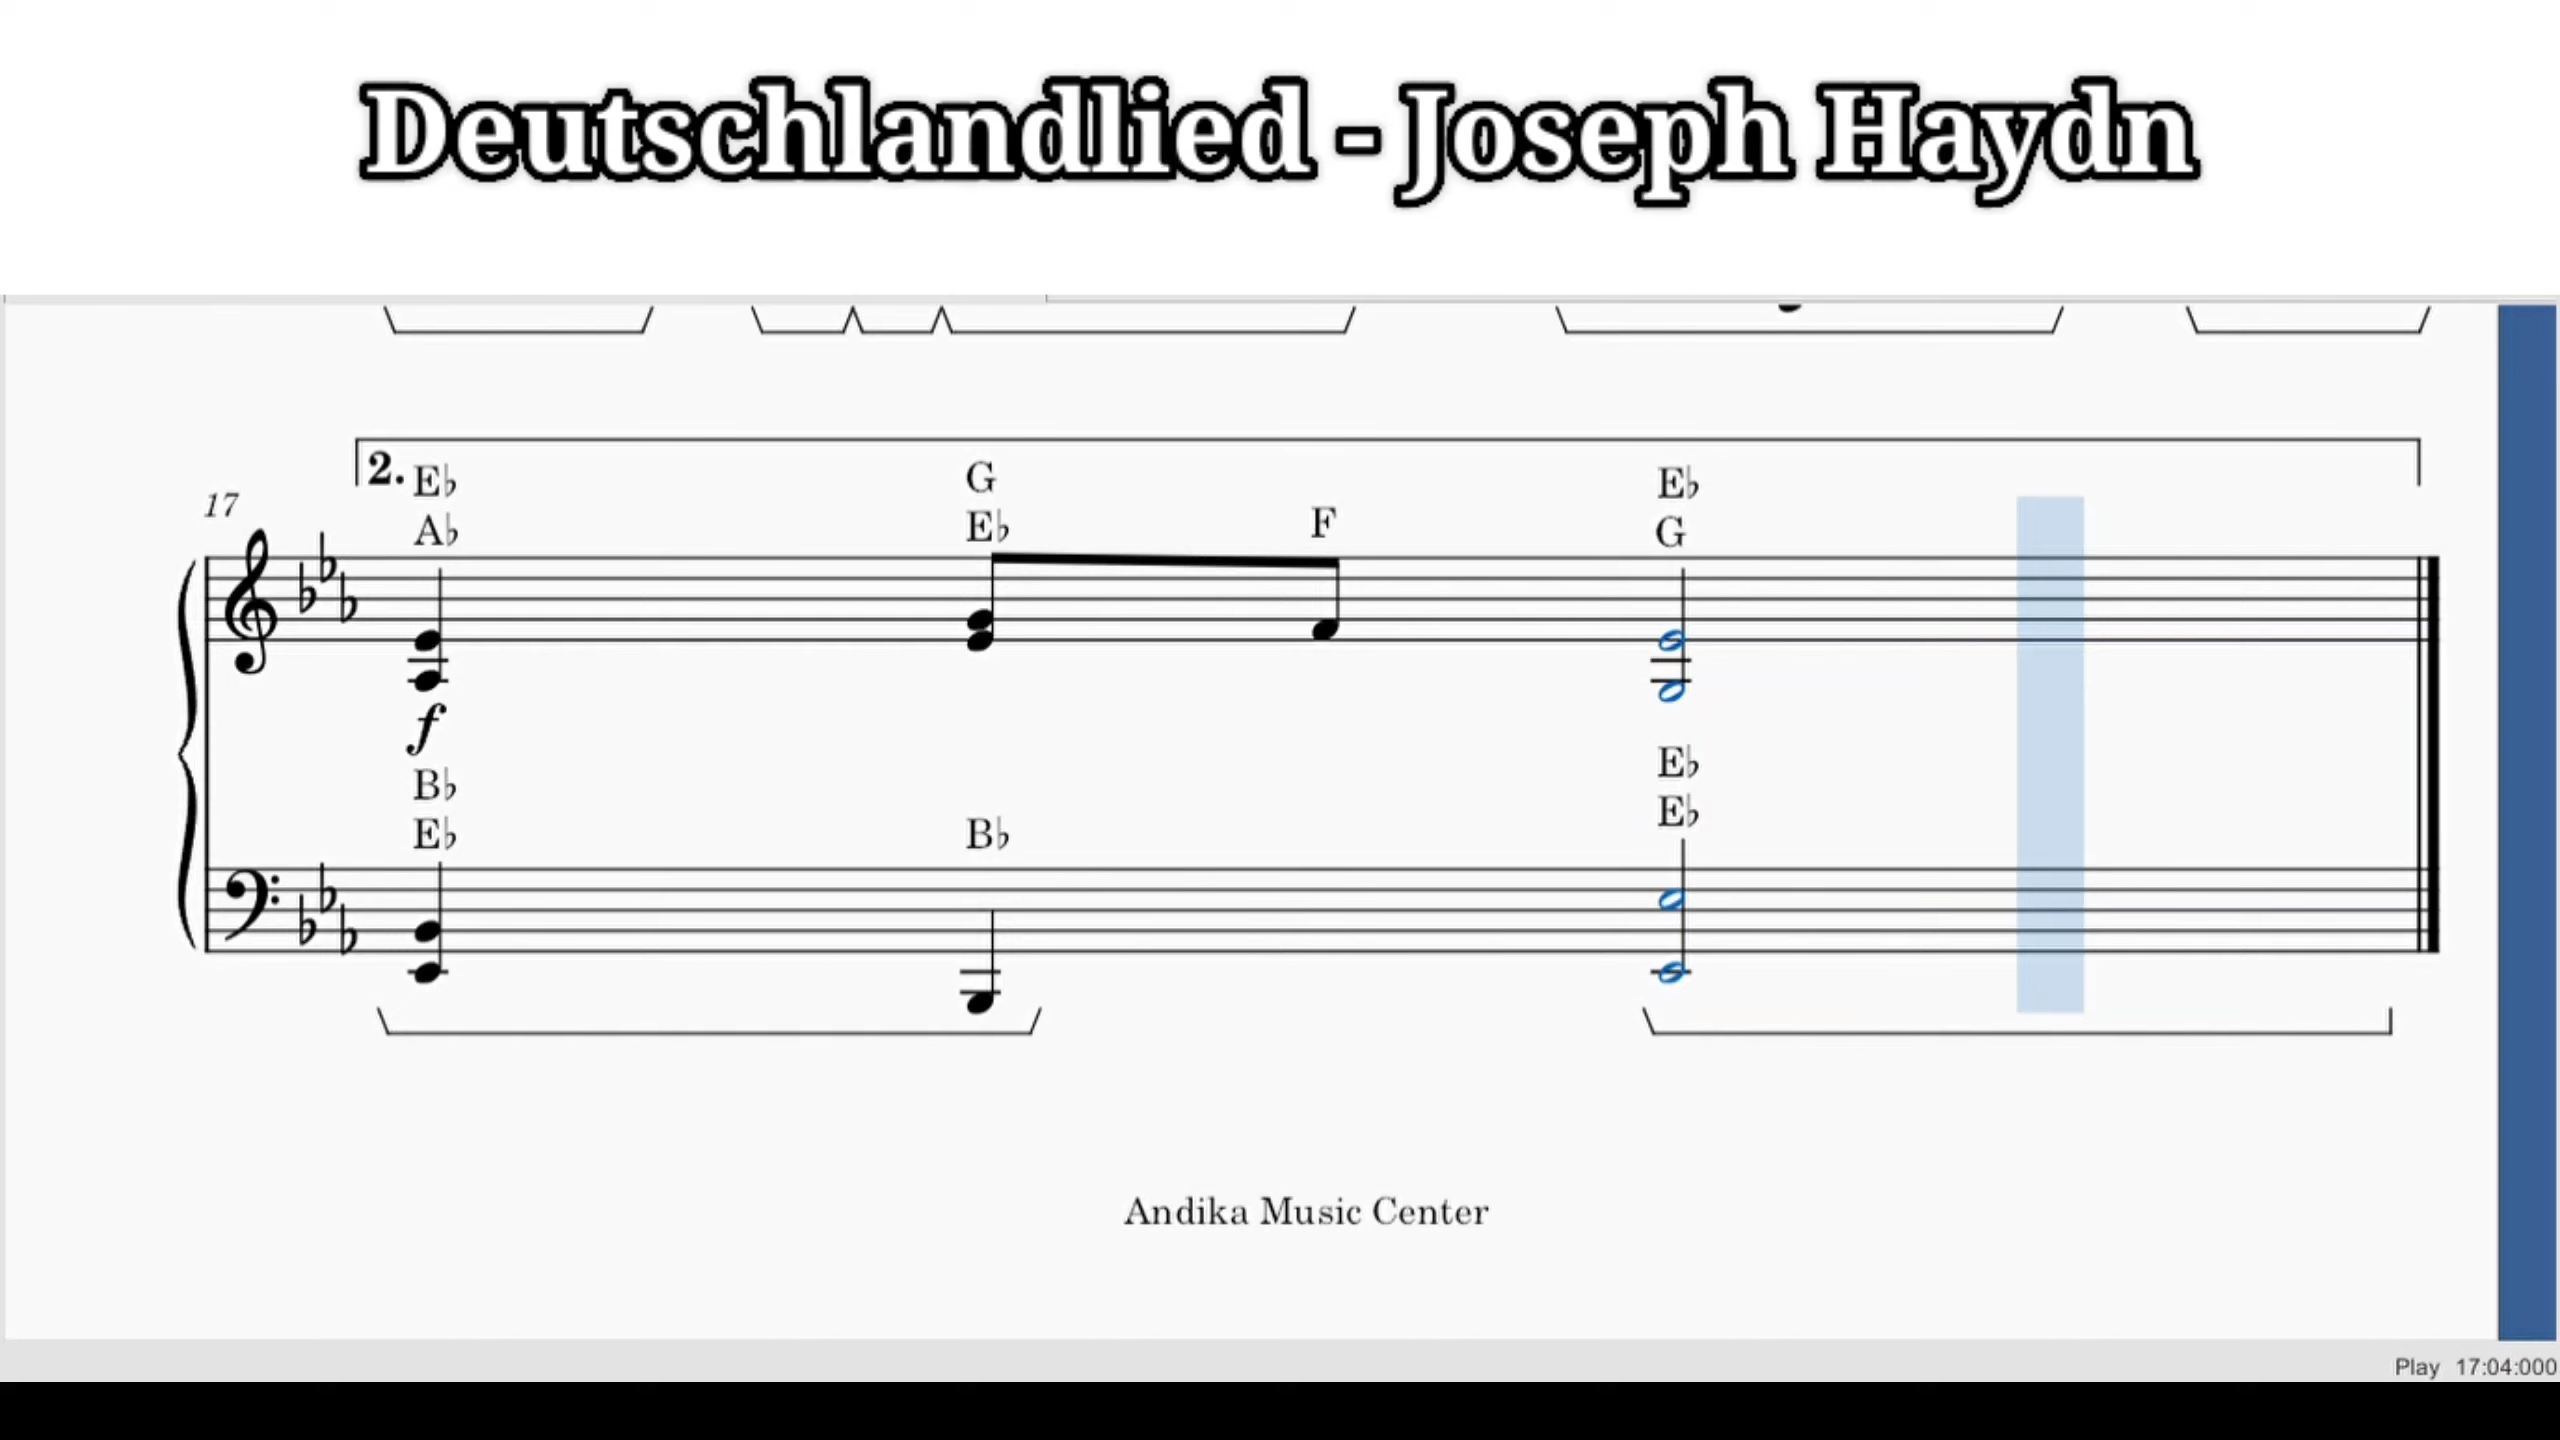 Deutschlandlied - Joseph Haydn
2. E♭ G E♭
17 A♭ E♭ F G
f
B♭ E♭
E♭ B♭ E♭
Andika Music Center
Play 17:04:000